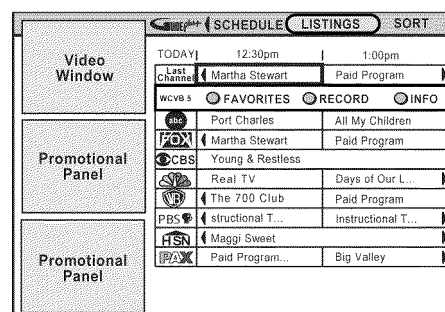 GUIDE plus+ SCHEDULE LISTINGS SORT
Video
Window
TODAY 12:30pm 1:00pm
Last
Channel Martha Stewart Paid Program
WCVB 5 FAVORITES RECORD INFO
abc Port Charles All My Children
FOX Martha Stewart Paid Program
CBS Young & Restless
Promotional
Panel
Real TV Days of Our L...
WB The 700 Club Paid Program
PBS structional T... Instructional T...
HSN Maggi Sweet
PAX Paid Program... Big Valley
Promotional
Panel